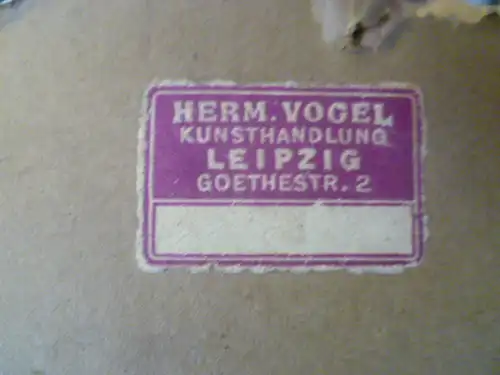 HERM. VOGEL
KUNSTHANDLUNG
LEIPZIG
GOETHESTR. 2